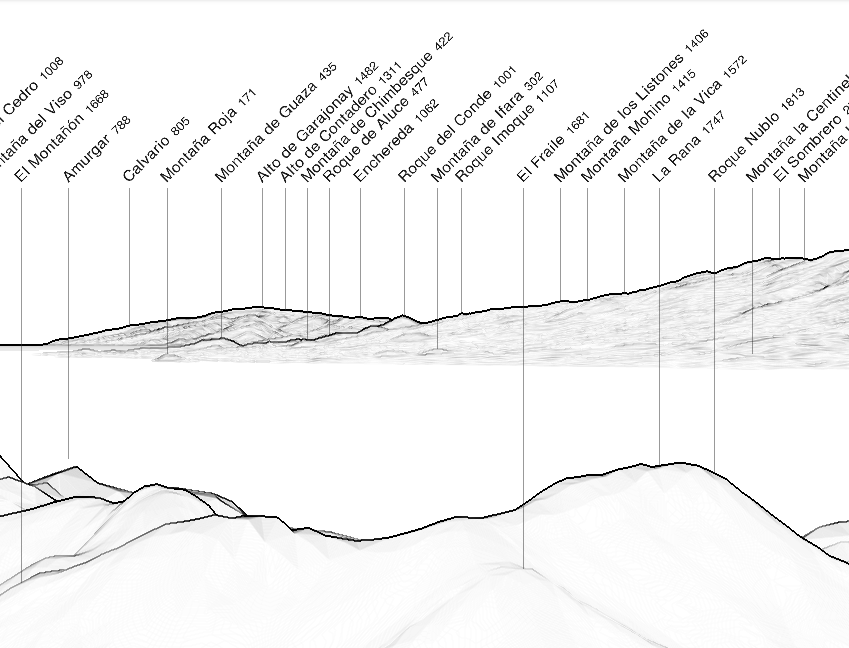 Cedro 1008
del Viso 978
El Montañón 1668
Amurgar 788
Calvario 805
Montaña Roja 171
Montaña de Guaza 435
Alto de Garajonay 1482
Alto de Contadero 1311
Montaña de Chimbesque 422
Roque de Aluce 477
Enchereda 1062
Roque del Conde 1001
Montaña de Ifara 302
Roque Imoque 1107
El Fraile 1681
Montaña de los Listones 1406
Montaña Mohino 1415
Montaña de la Vica 1572
La Rana 1747
Roque Nublo 1813
Montaña la Centinel
El Sombrero
Montaña